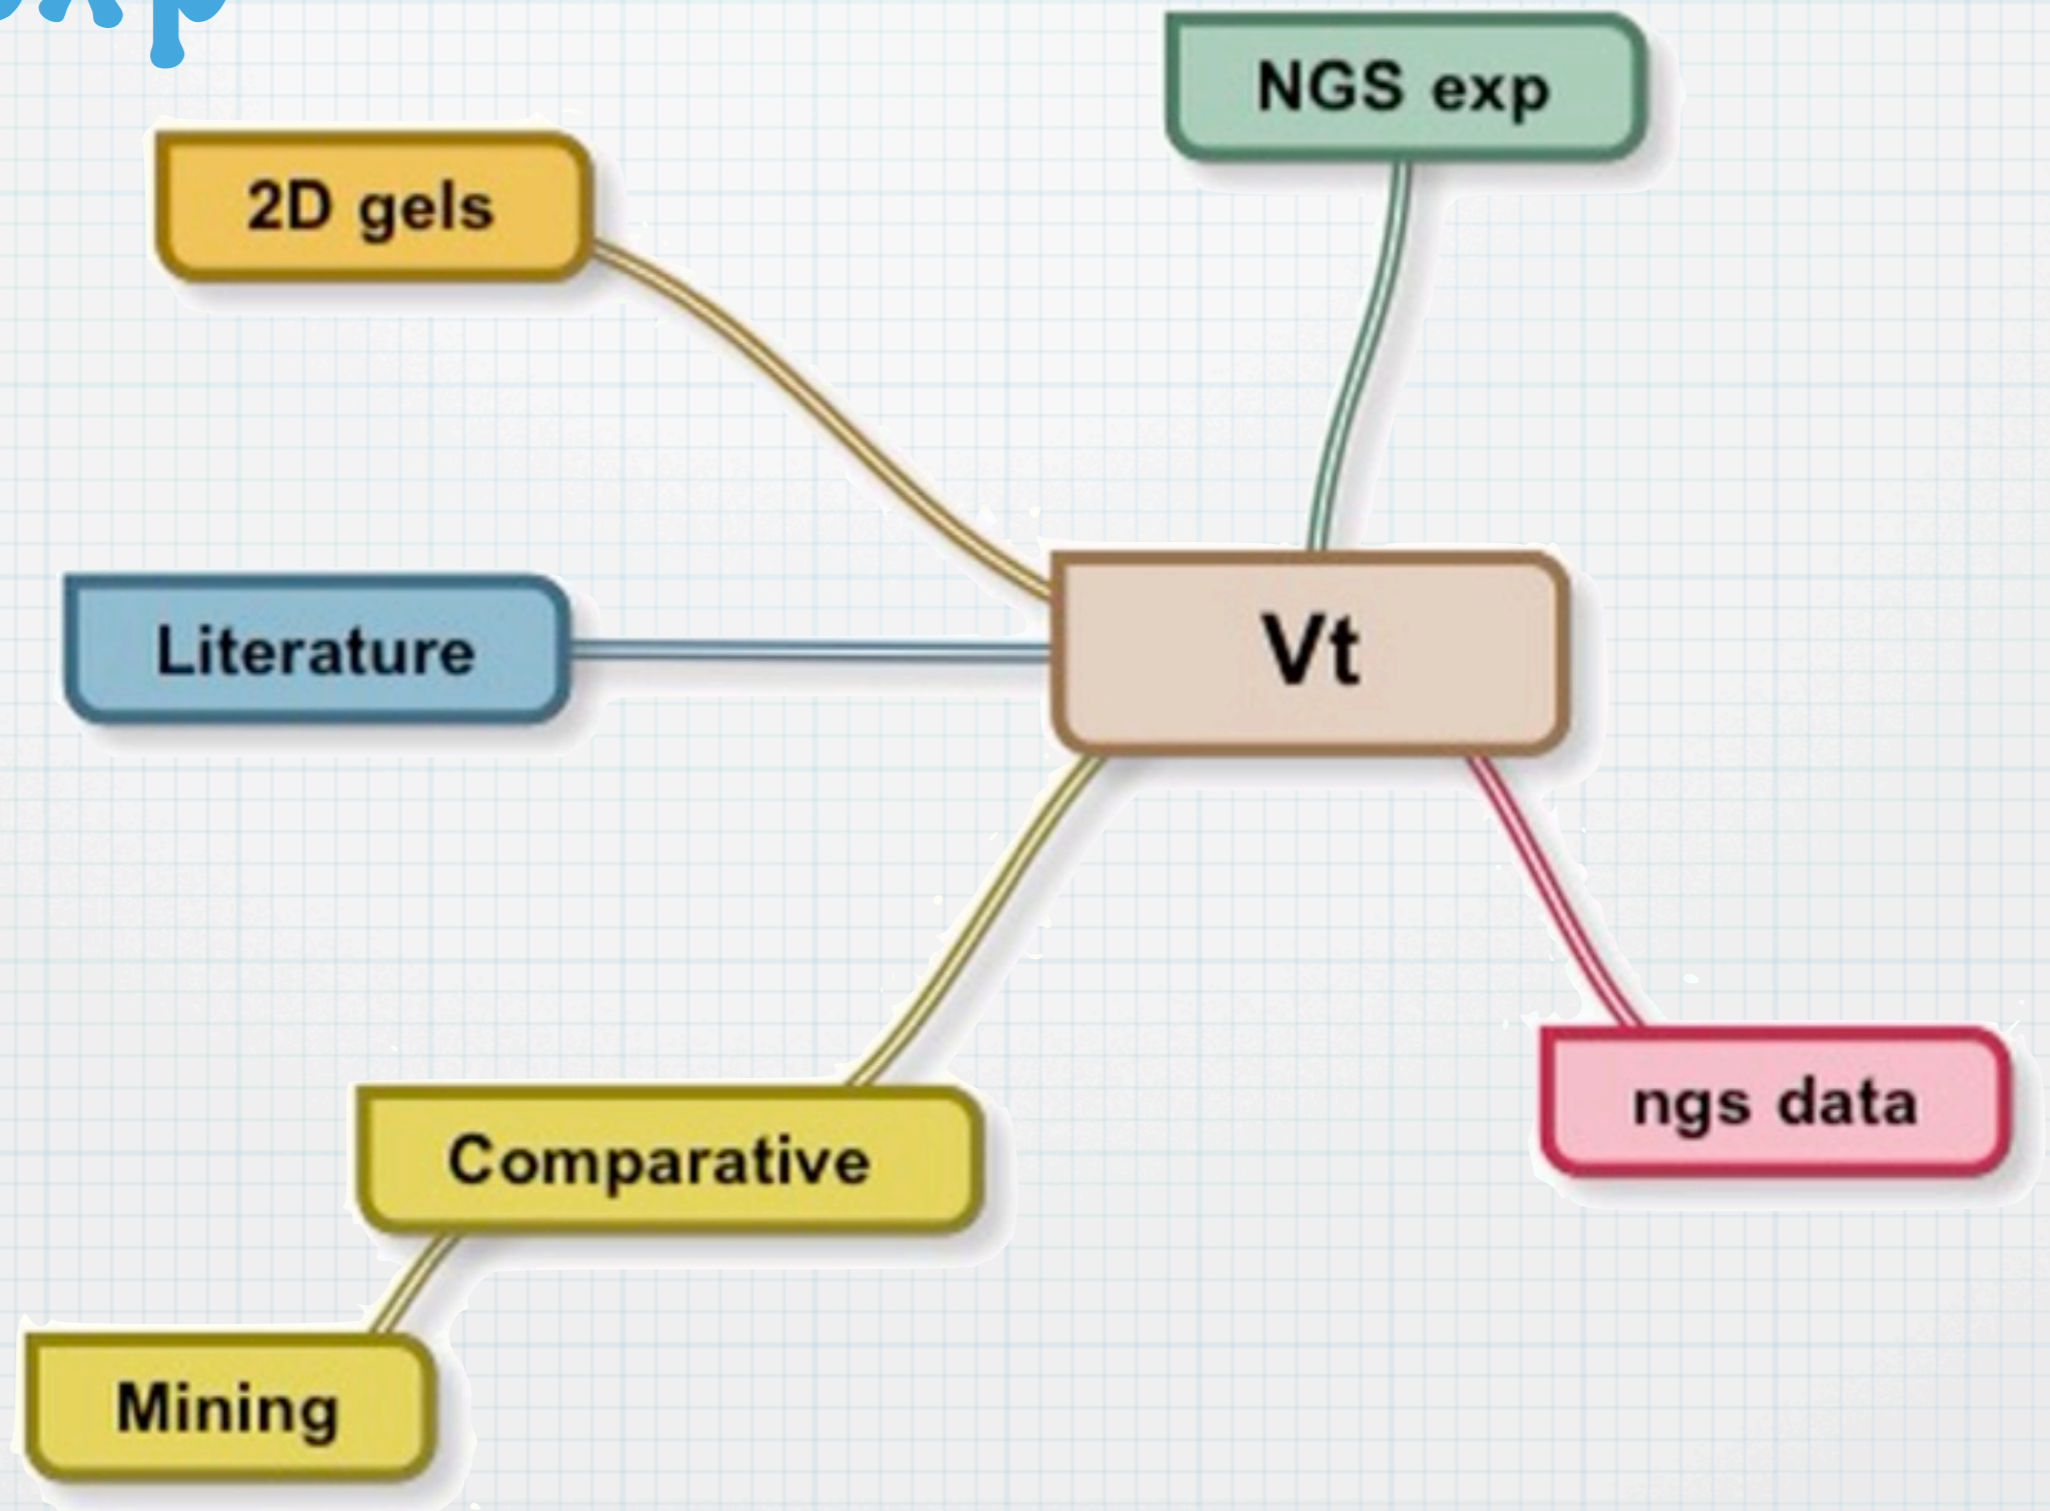 NGS exp
2D gels
Literature
Vt
Comparative
ngs data
Mining